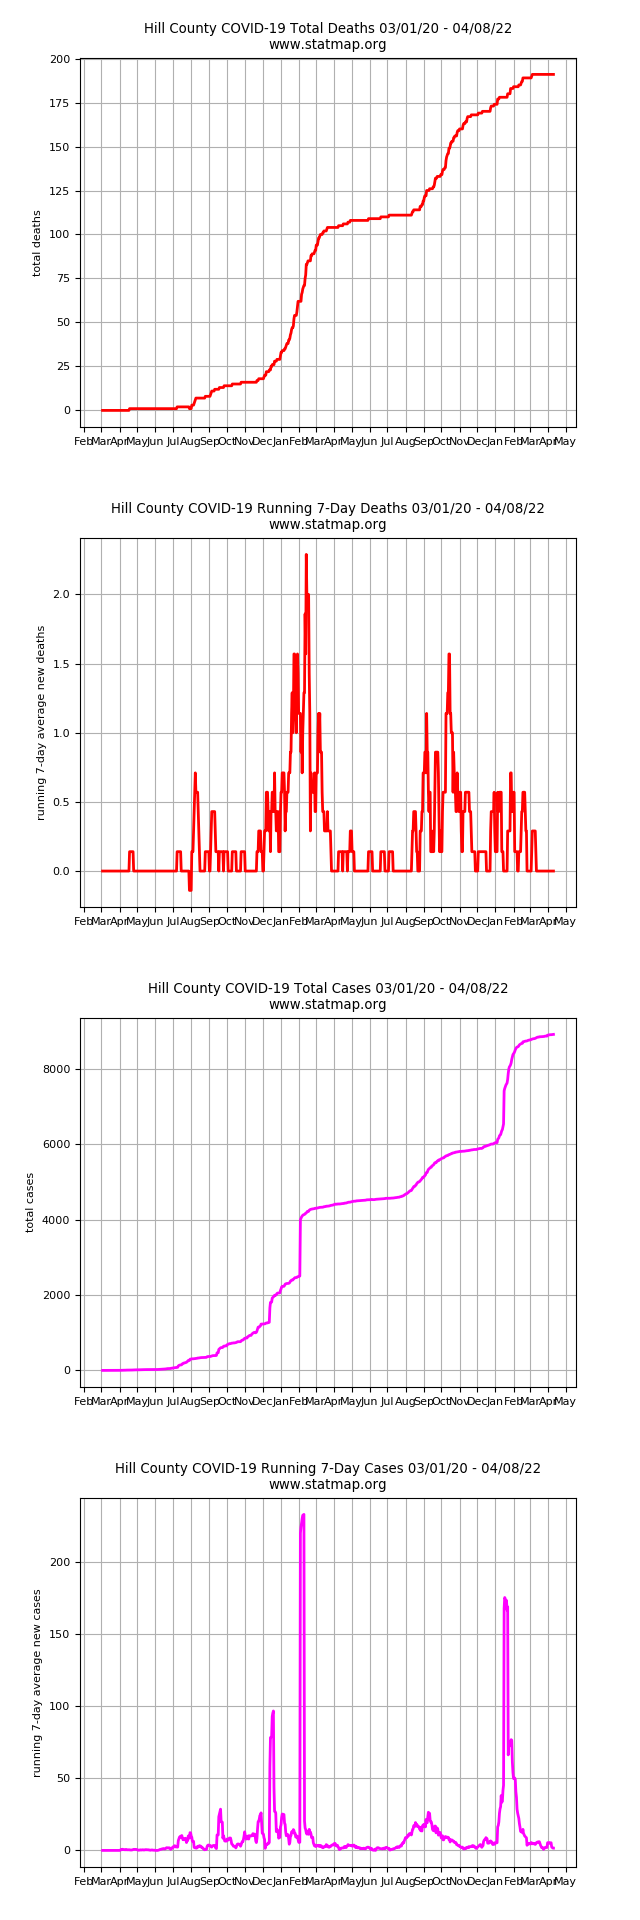 Hill County COVID-19 Total Deaths 03/01/20 - 04/08/22
www.statmap.org
200
175
150
125
100
75
50
25
0
total deaths
Feb Mar Apr May Jun Jul Aug Sep Oct Nov Dec Jan Feb Mar Apr May Jun Jul Aug Sep Oct Nov Dec Jan Feb Mar Apr May
Hill County COVID-19 Running 7-Day Deaths 03/01/20 - 04/08/22
www.statmap.org
2.0
1.5
1.0
0.5
0.0
running 7-day average new deaths
Feb Mar Apr May Jun Jul Aug Sep Oct Nov Dec Jan Feb Mar Apr May Jun Jul Aug Sep Oct Nov Dec Jan Feb Mar Apr May
Hill County COVID-19 Total Cases 03/01/20 - 04/08/22
www.statmap.org
8000
6000
4000
2000
0
total cases
Feb Mar Apr May Jun Jul Aug Sep Oct Nov Dec Jan Feb Mar Apr May Jun Jul Aug Sep Oct Nov Dec Jan Feb Mar Apr May
Hill County COVID-19 Running 7-Day Cases 03/01/20 - 04/08/22
www.statmap.org
200
150
100
50
0
running 7-day average new cases
Feb Mar Apr May Jun Jul Aug Sep Oct Nov Dec Jan Feb Mar Apr May Jun Jul Aug Sep Oct Nov Dec Jan Feb Mar Apr May